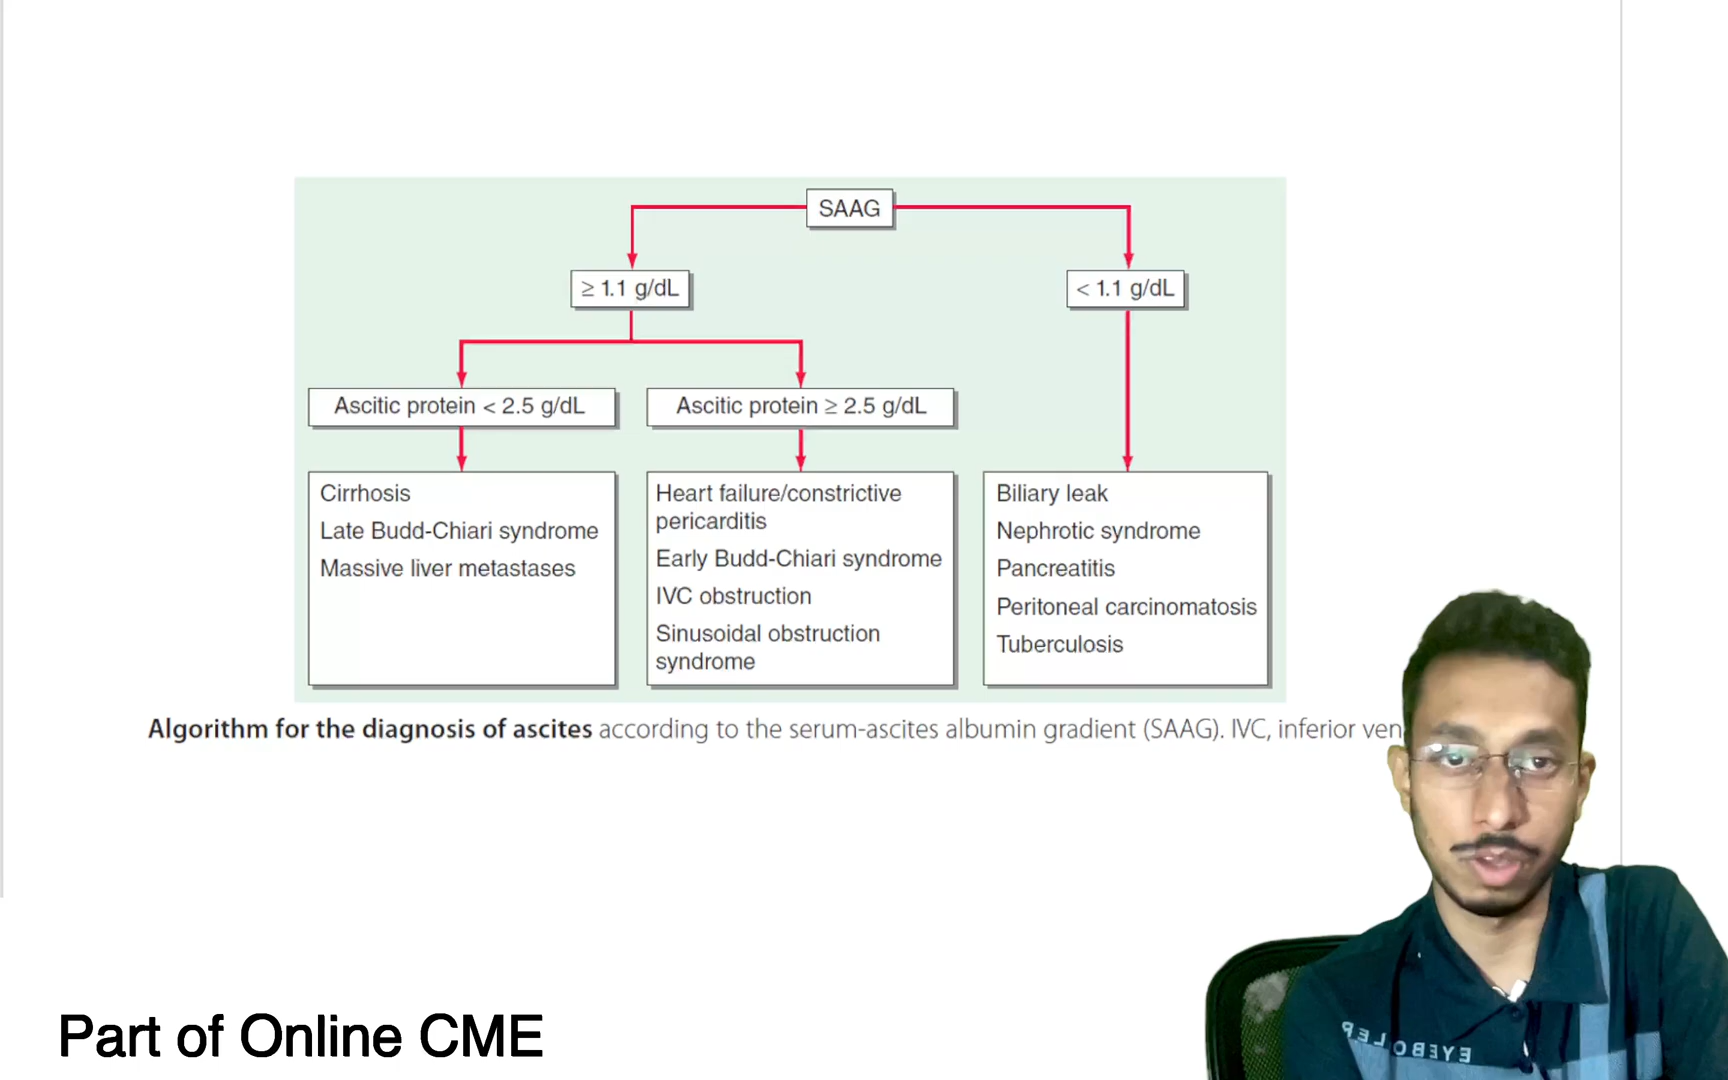 SAAG
≥ 1.1 g/dL
< 1.1 g/dL
Ascitic protein < 2.5 g/dL
Ascitic protein ≥ 2.5 g/dL
Cirrhosis
Late Budd-Chiari syndrome
Massive liver metastases
Heart failure/constrictive
pericarditis
Early Budd-Chiari syndrome
IVC obstruction
Sinusoidal obstruction
syndrome
Biliary leak
Nephrotic syndrome
Pancreatitis
Peritoneal carcinomatosis
Tuberculosis
Algorithm for the diagnosis of ascites according to the serum-ascites albumin gradient (SAAG). IVC, inferior ven
Part of Online CME